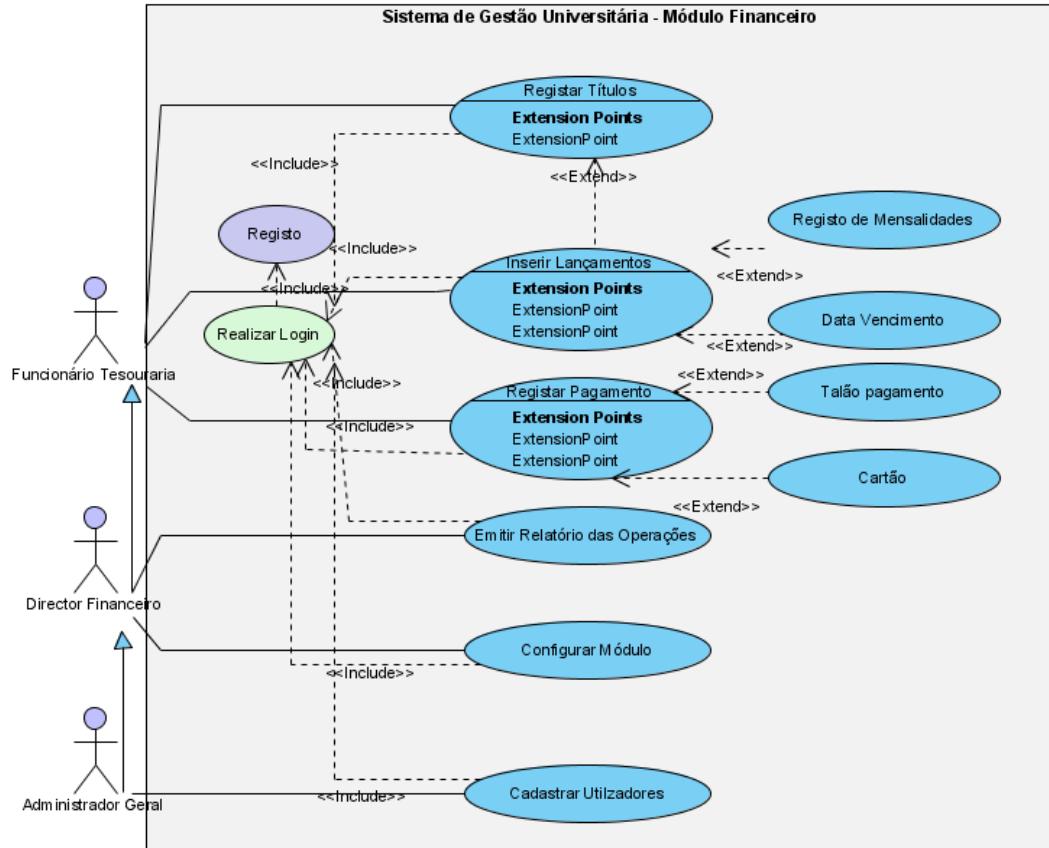 Sistema de Gestão Universitária - Módulo Financeiro
Registar Títulos
Extension Points
ExtensionPoint
<<Include>>
<<Extend>>
Registo de Mensalidades
Registo
<<Include>>
<<Extend>>
Inserir Lançamentos
Extension Points
ExtensionPoint
ExtensionPoint
<<Include>>
Realizar Login
Data Vencimento
<<Extend>>
Funcionário Tesouraria
<<Extend>>
<<Include>>
Registar Pagamento
Extension Points
ExtensionPoint
ExtensionPoint
Talão pagamento
<<Include>>
Cartão
<<Extend>>
Emitir Relatório das Operações
Director Financeiro
Configurar Módulo
<<Include>>
Cadastrar Utilzadores
<<Include>>
Administrador Geral